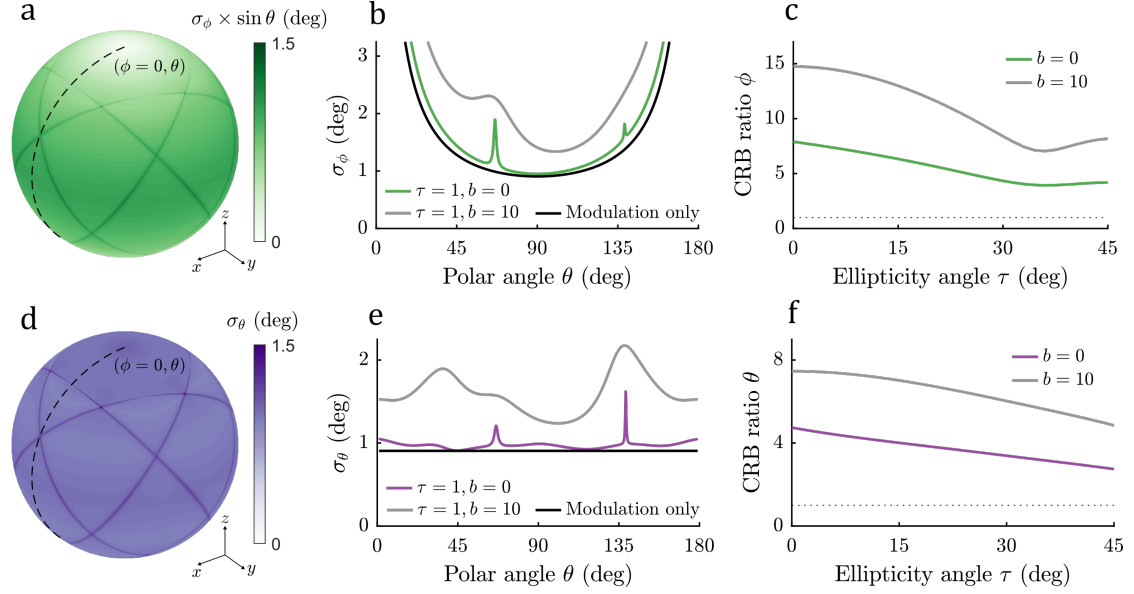 a
σ_ϕ × sin θ (deg)
1.5
0
(ϕ = 0, θ)
z
x
y
b
σ_ϕ (deg)
3
2
1
0
τ = 1, b = 0
τ = 1, b = 10
Modulation only
0
45
90
135
180
Polar angle θ (deg)
c
CRB ratio ϕ
15
10
5
0
b = 0
b = 10
0
15
30
45
Ellipticity angle τ (deg)
d
σ_θ (deg)
1.5
0
(ϕ = 0, θ)
z
x
y
e
σ_θ (deg)
2
1
0
τ = 1, b = 0
τ = 1, b = 10
Modulation only
0
45
90
135
180
Polar angle θ (deg)
f
CRB ratio θ
8
4
0
b = 0
b = 10
0
15
30
45
Ellipticity angle τ (deg)